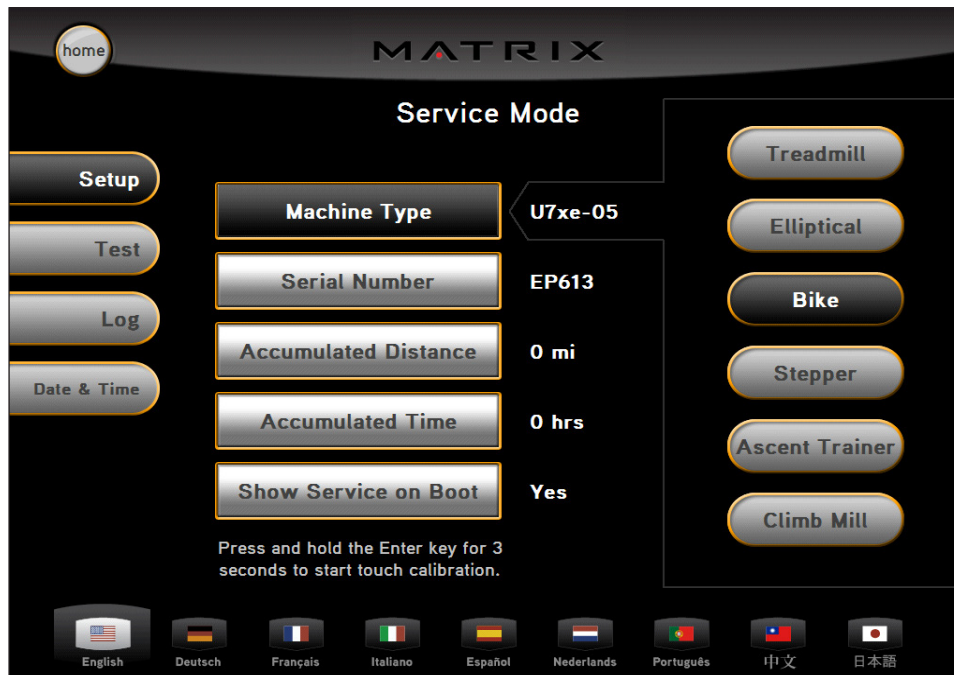 home
MATRIX
Service Mode
Setup
Test
Log
Date & Time
Machine Type
U7xe-05
Serial Number
EP613
Accumulated Distance
0 mi
Accumulated Time
0 hrs
Show Service on Boot
Yes
Press and hold the Enter key for 3
seconds to start touch calibration.
Treadmill
Elliptical
Bike
Stepper
Ascent Trainer
Climb Mill
English
Deutsch
Français
Italiano
Español
Nederlands
Português
中文
日本語